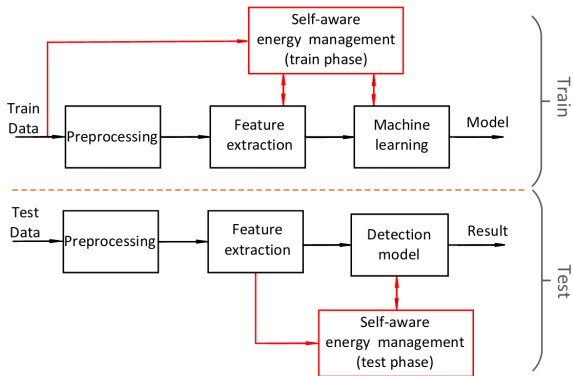 Self-aware
energy management
(train phase)
Train
Data
Preprocessing
Feature
extraction
Machine
learning
Model
Train
Test
Data
Preprocessing
Feature
extraction
Detection
model
Result
Self-aware
energy management
(test phase)
Test